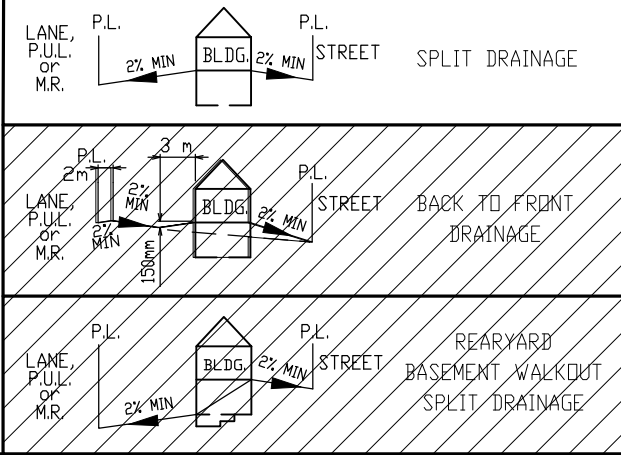 P.L.
P.L.
LANE,
P.U.L.
or
M.R.
2% MIN
BLDG.
2% MIN
STREET
SPLIT DRAINAGE
P.L.
2m
3 m
P.L.
LANE,
P.U.L.
or
M.R.
2%
MIN
2%
MIN
150mm
BLDG.
2% MIN
STREET
BACK TO FRONT
DRAINAGE
P.L.
P.L.
LANE,
P.U.L.
or
M.R.
2% MIN
BLDG.
2% MIN
STREET
REARYARD
BASEMENT WALKOUT
SPLIT DRAINAGE